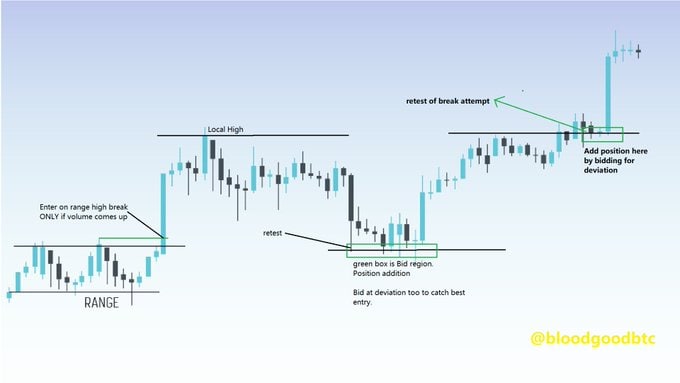 retest of break attempt
Local High
Add position here
by bidding for
deviation
Enter on range high break
ONLY if volume comes up
retest
green box is Bid region.
Position addition
Bid at deviation too to catch best
entry.
RANGE
@bloodgoodbtc